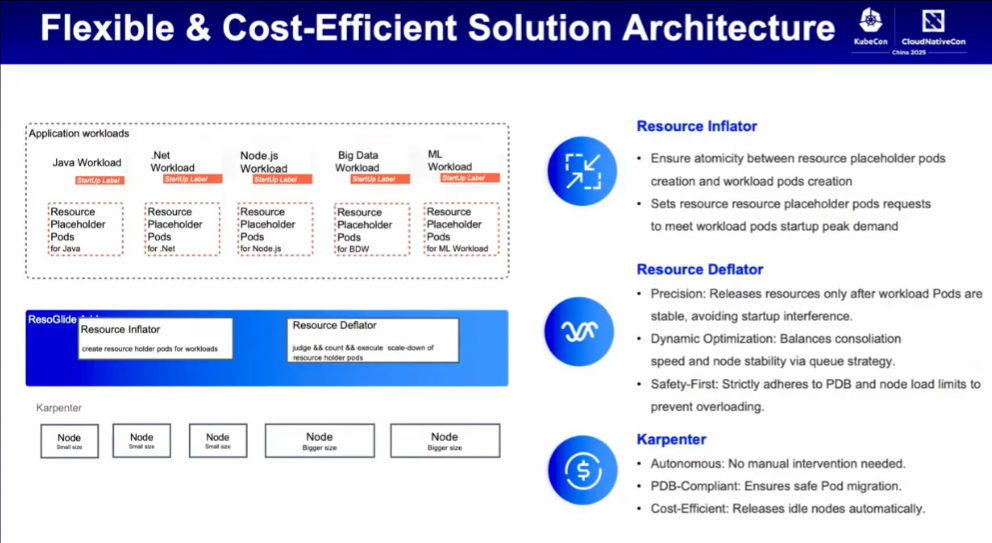 Flexible & Cost-Efficient Solution Architecture
KubeCon
CloudNativeCon
China 2025
Application workloads
Java Workload
StartUp Label
.Net
Workload
StartUp Label
Node.js
Workload
StartUp Label
Big Data
Workload
StartUp Label
ML
Workload
StartUp Label
Resource
Placeholder
Pods
for Java
Resource
Placeholder
Pods
for .Net
Resource
Placeholder
Pods
for Node.js
Resource
Placeholder
Pods
for BDW
Resource
Placeholder
Pods
for ML Workload
ResoGlide
Resource Inflator
create resource holder pods for workloads
Resource Deflator
judge && count && execute scale-down of
resource holder pods
Karpenter
Node
Small size
Node
Small size
Node
Small size
Node
Bigger size
Node
Bigger size
Resource Inflator
• Ensure atomicity between resource placeholder pods
creation and workload pods creation
• Sets resource resource placeholder pods requests
to meet workload pods startup peak demand
Resource Deflator
• Precision: Releases resources only after workload Pods are
stable, avoiding startup interference.
• Dynamic Optimization: Balances consoliation
speed and node stability via queue strategy.
• Safety-First: Strictly adheres to PDB and node load limits to
prevent overloading.
Karpenter
• Autonomous: No manual intervention needed.
• PDB-Compliant: Ensures safe Pod migration.
• Cost-Efficient: Releases idle nodes automatically.